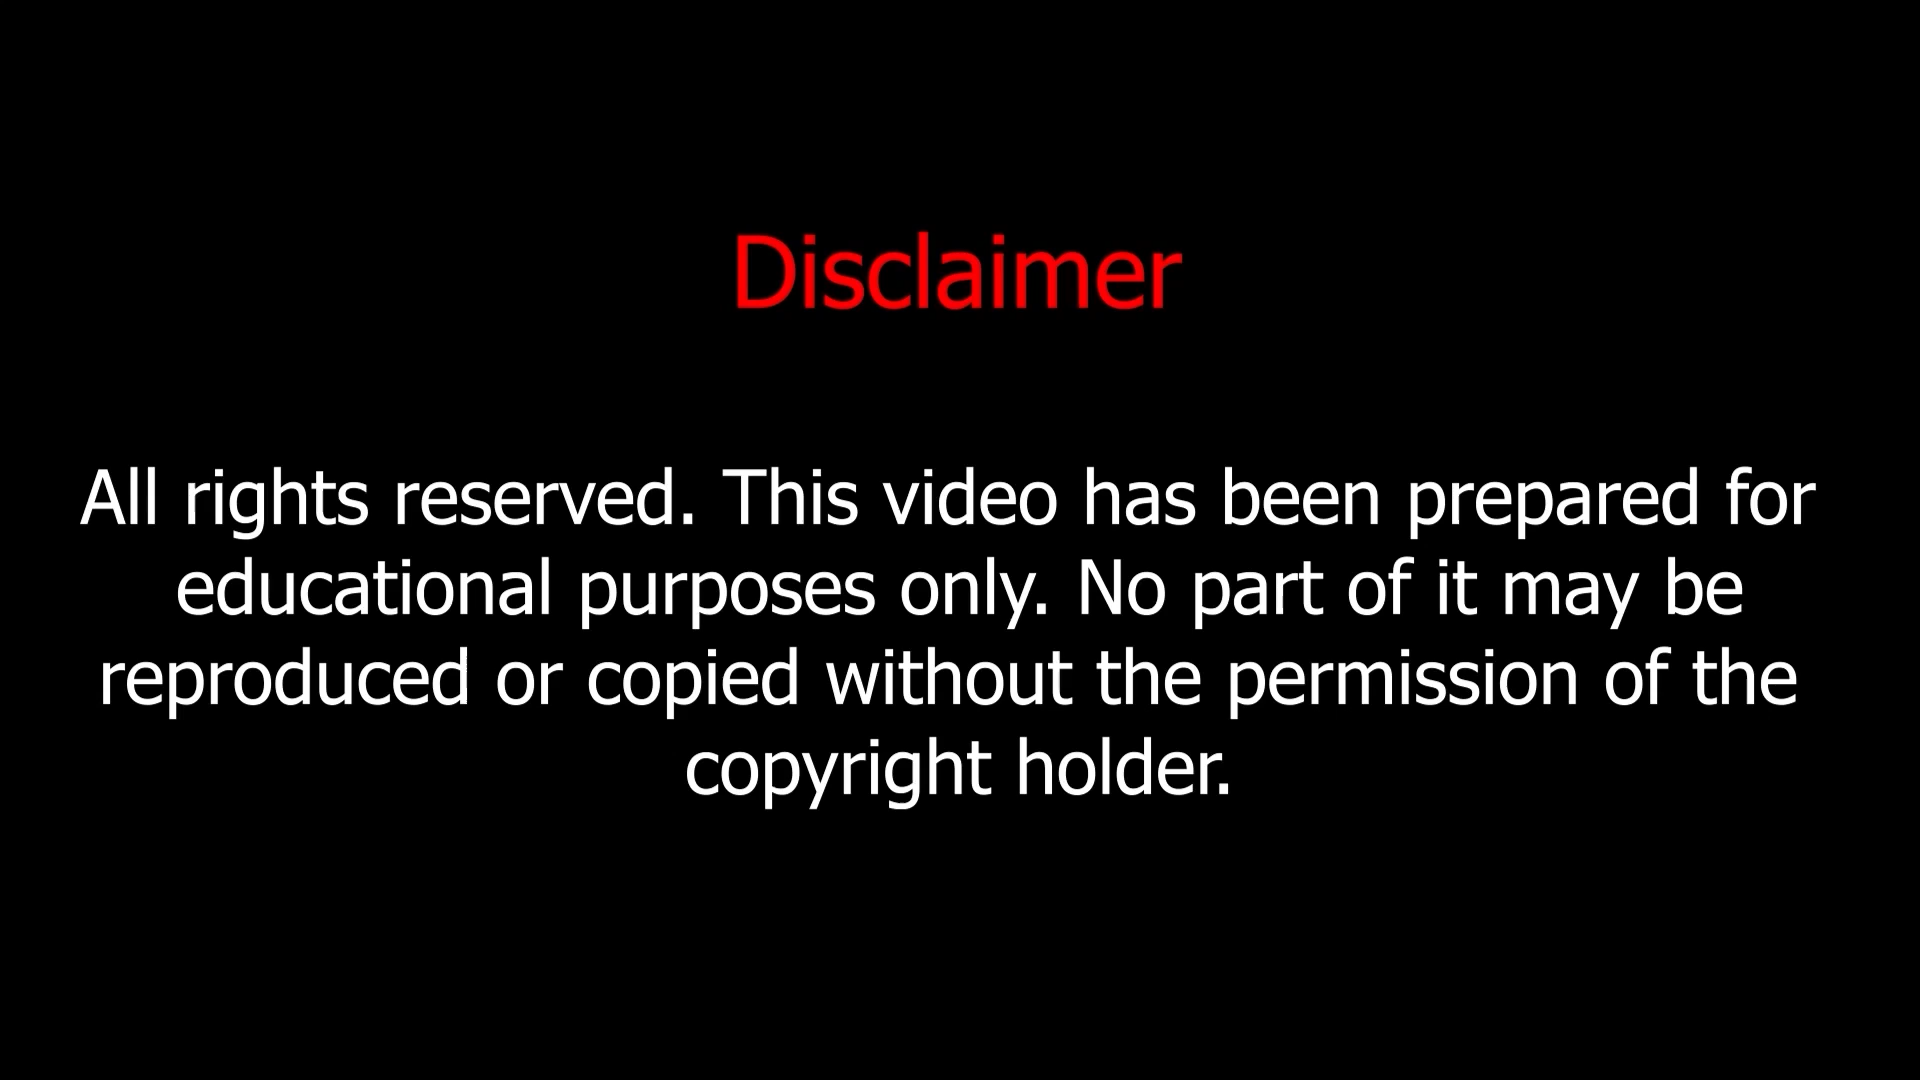 Disclaimer
All rights reserved. This video has been prepared for
educational purposes only. No part of it may be
reproduced or copied without the permission of the
copyright holder.